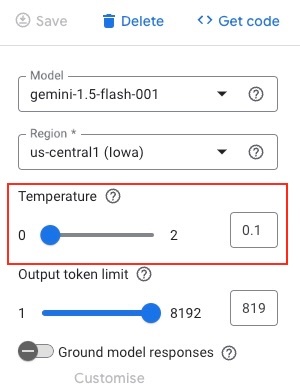 Save Delete Get code
Model
gemini-1.5-flash-001
Region *
us-central1 (Iowa)
Temperature
0 2 0.1
Output token limit
1 8192 819
Ground model responses
Customise